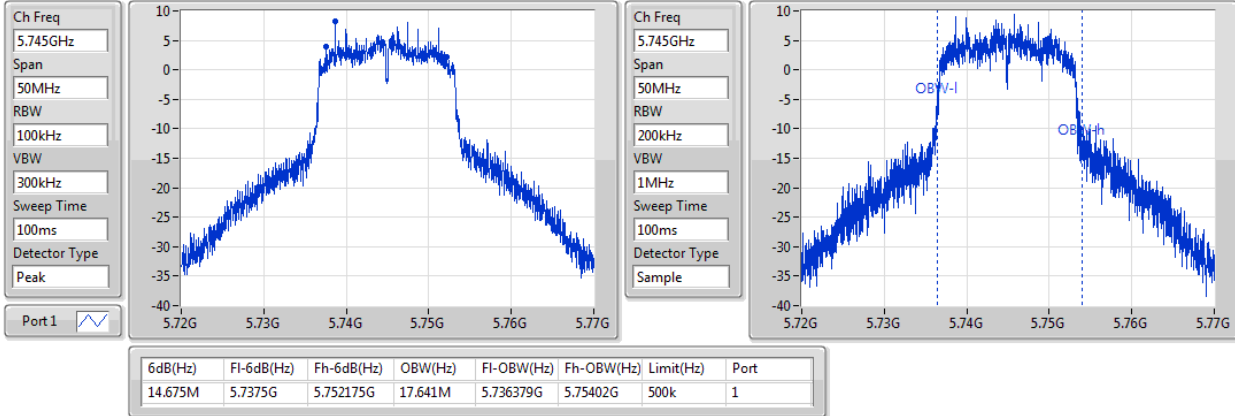 Ch Freq
5.745GHz
Span
50MHz
RBW
100kHz
VBW
300kHz
Sweep Time
100ms
Detector Type
Peak
Port 1
10
5
0
-5
-10
-15
-20
-25
-30
-35
-40
5.72G 5.73G 5.74G 5.75G 5.76G 5.77G
Ch Freq
5.745GHz
Span
50MHz
RBW
200kHz
VBW
1MHz
Sweep Time
100ms
Detector Type
Sample
10
5
0
-5
-10
-15
-20
-25
-30
-35
-40
OBW-l
OBW-h
5.72G 5.73G 5.74G 5.75G 5.76G 5.77G
6dB(Hz) Fl-6dB(Hz) Fh-6dB(Hz) OBW(Hz) Fl-OBW(Hz) Fh-OBW(Hz) Limit(Hz) Port
14.675M 5.7375G 5.752175G 17.641M 5.736379G 5.75402G 500k 1